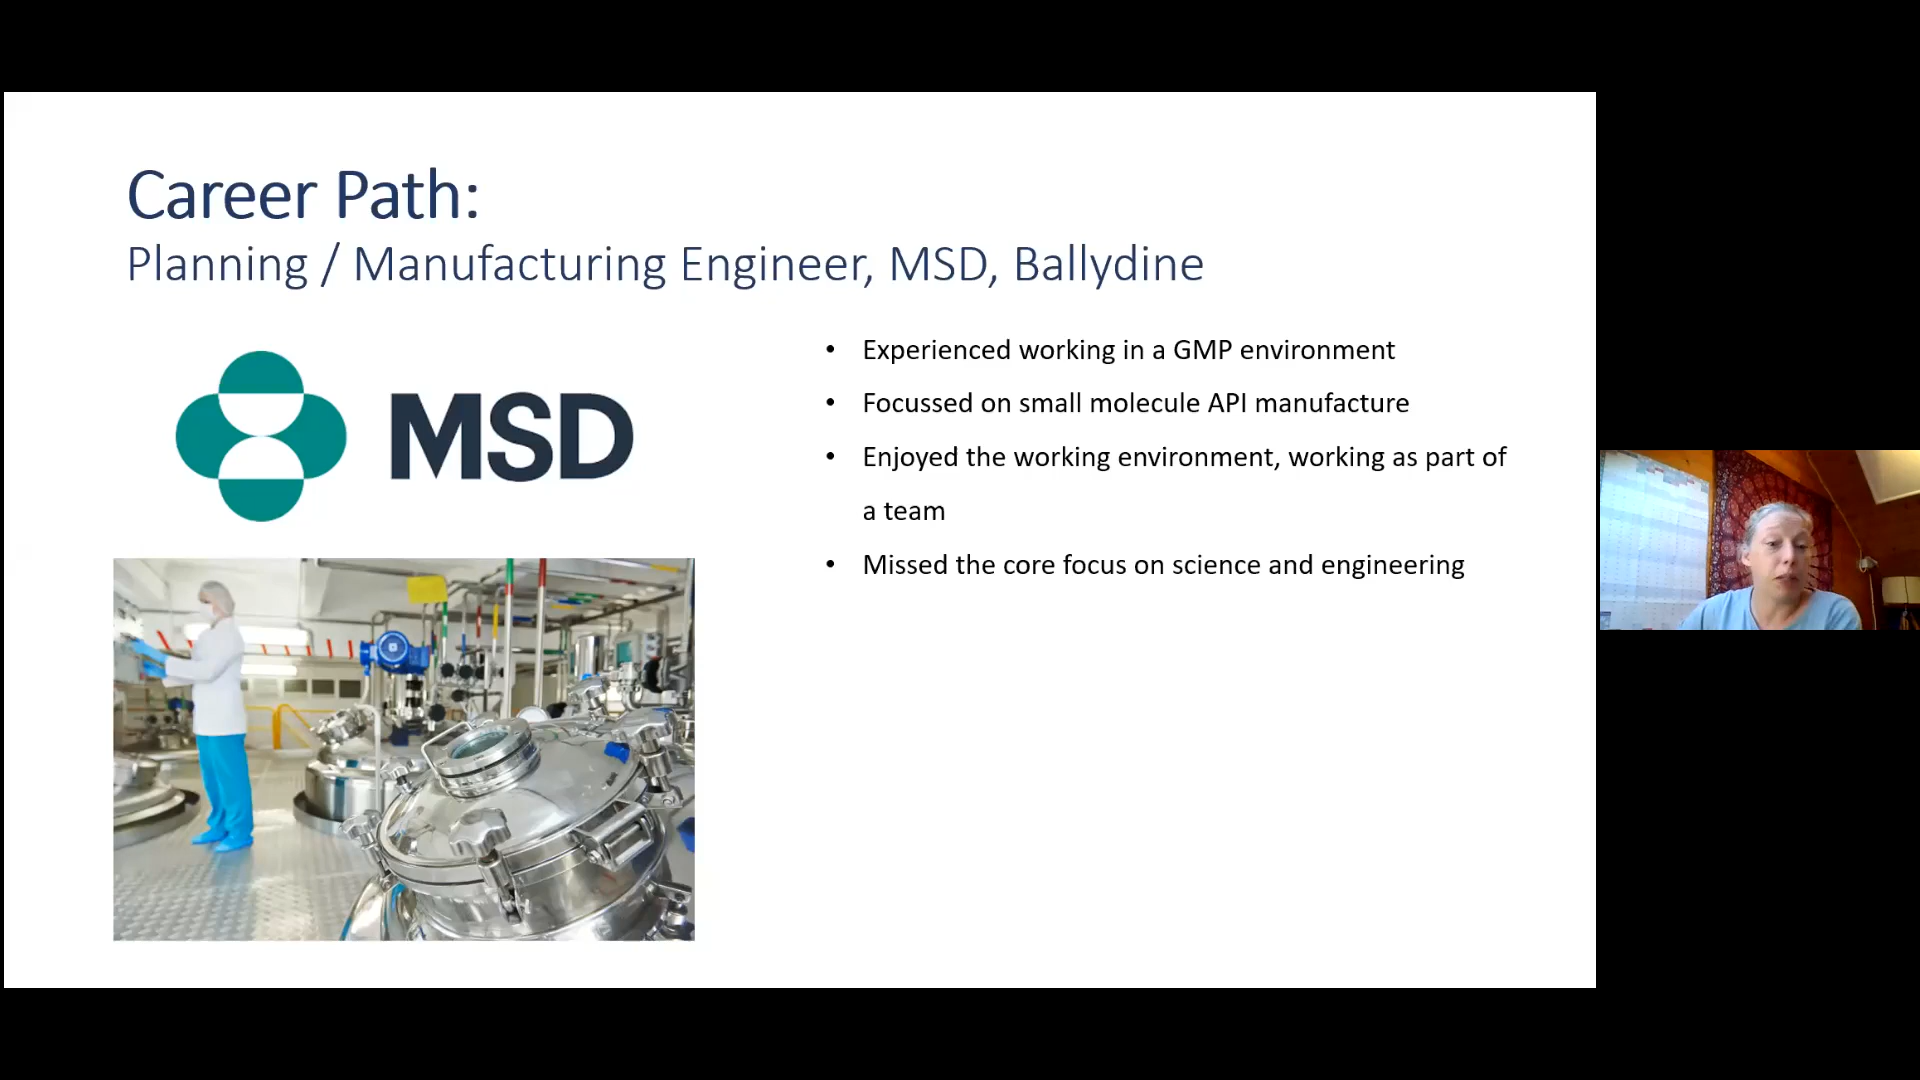 Career Path:
Planning / Manufacturing Engineer, MSD, Ballydine
MSD
• Experienced working in a GMP environment
• Focussed on small molecule API manufacture
• Enjoyed the working environment, working as part of
a team
• Missed the core focus on science and engineering